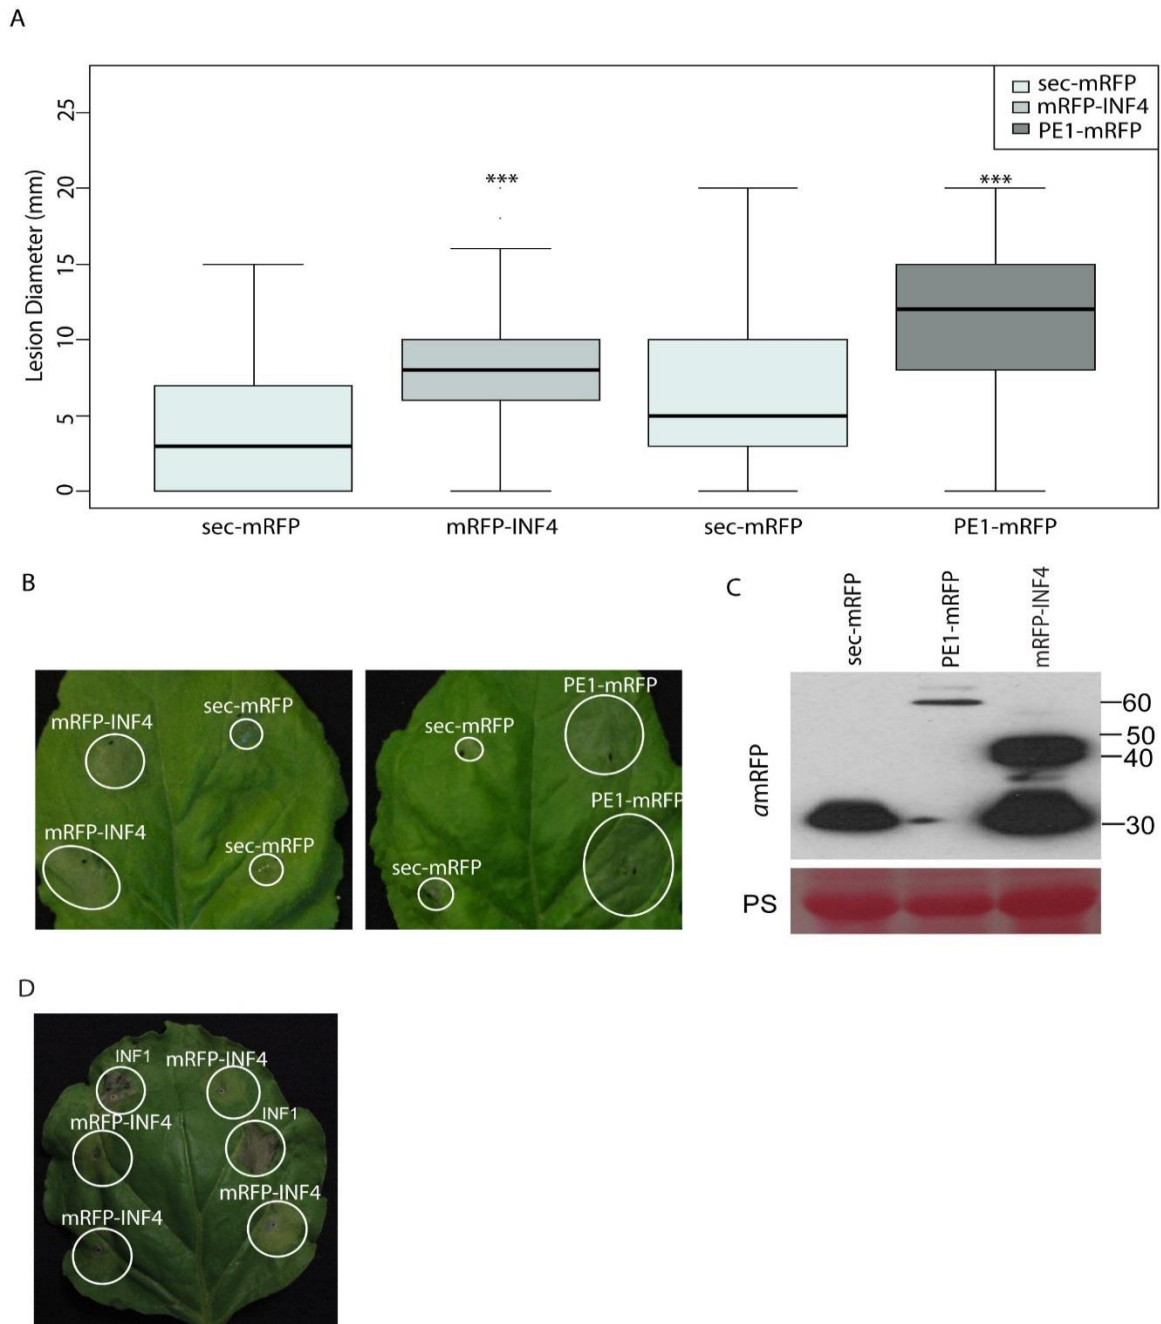 A
Lesion Diameter (mm)
25
20
15
10
5
0
***
***
sec-mRFP
mRFP-INF4
PE1-mRFP
sec-mRFP
mRFP-INF4
sec-mRFP
PE1-mRFP
B
mRFP-INF4
sec-mRFP
mRFP-INF4
sec-mRFP
sec-mRFP
PE1-mRFP
sec-mRFP
PE1-mRFP
C
sec-mRFP
PE1-mRFP
mRFP-INF4
amRFP
60
50
40
30
PS
D
INF1
mRFP-INF4
mRFP-INF4
INF1
mRFP-INF4
mRFP-INF4